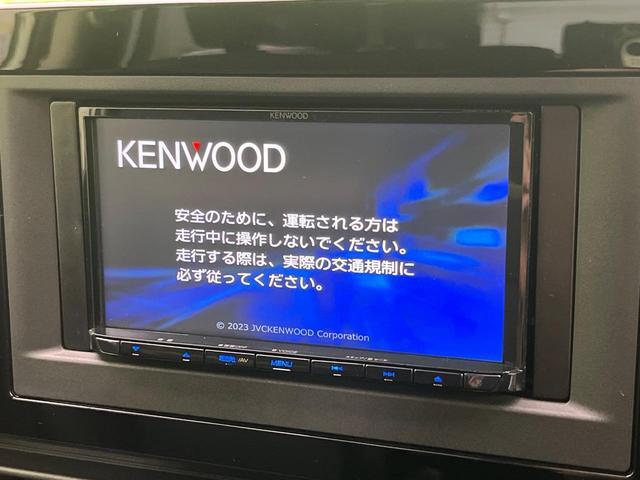 KENWOOD
KENWOOD
安全のために、運転される方は
走行中に操作しないでください。
走行する際は、実際の交通規制に
必ず従ってください。
© 2023 JVCKENWOOD Corporation
/AV
MENU